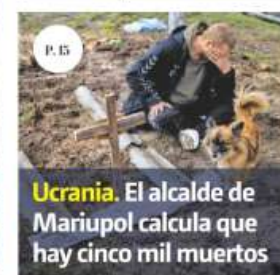 P. 15
Ucrania. El alcalde de
Mariupol calcula que
hay cinco mil muertos